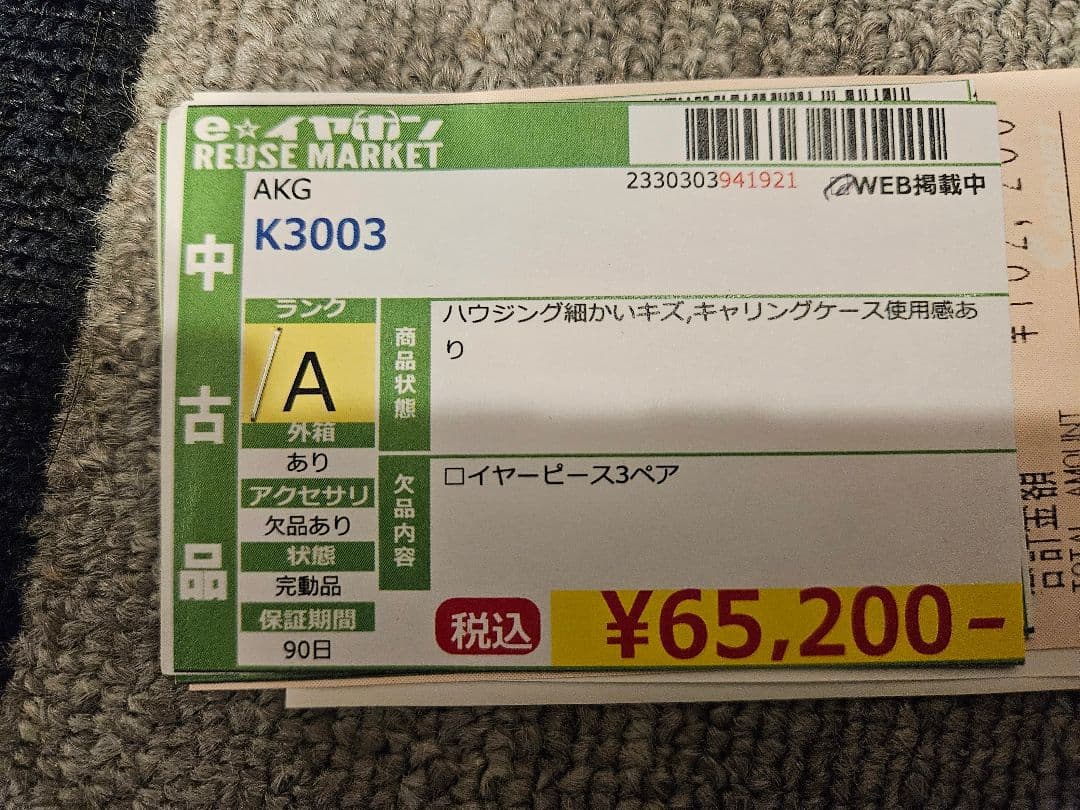 e☆イヤホン
REUSE MARKET
2330303941921
WEB掲載中
AKG
K3003
中古品
ランク
A
外箱
あり
アクセサリ
欠品あり
状態
完動品
保証期間
90日
商品状態
ハウジング細かいキズ,キャリングケース使用感あ
り
欠品内容
□イヤーピース3ペア
税込
¥65,200-
TOTAL AMOUNT